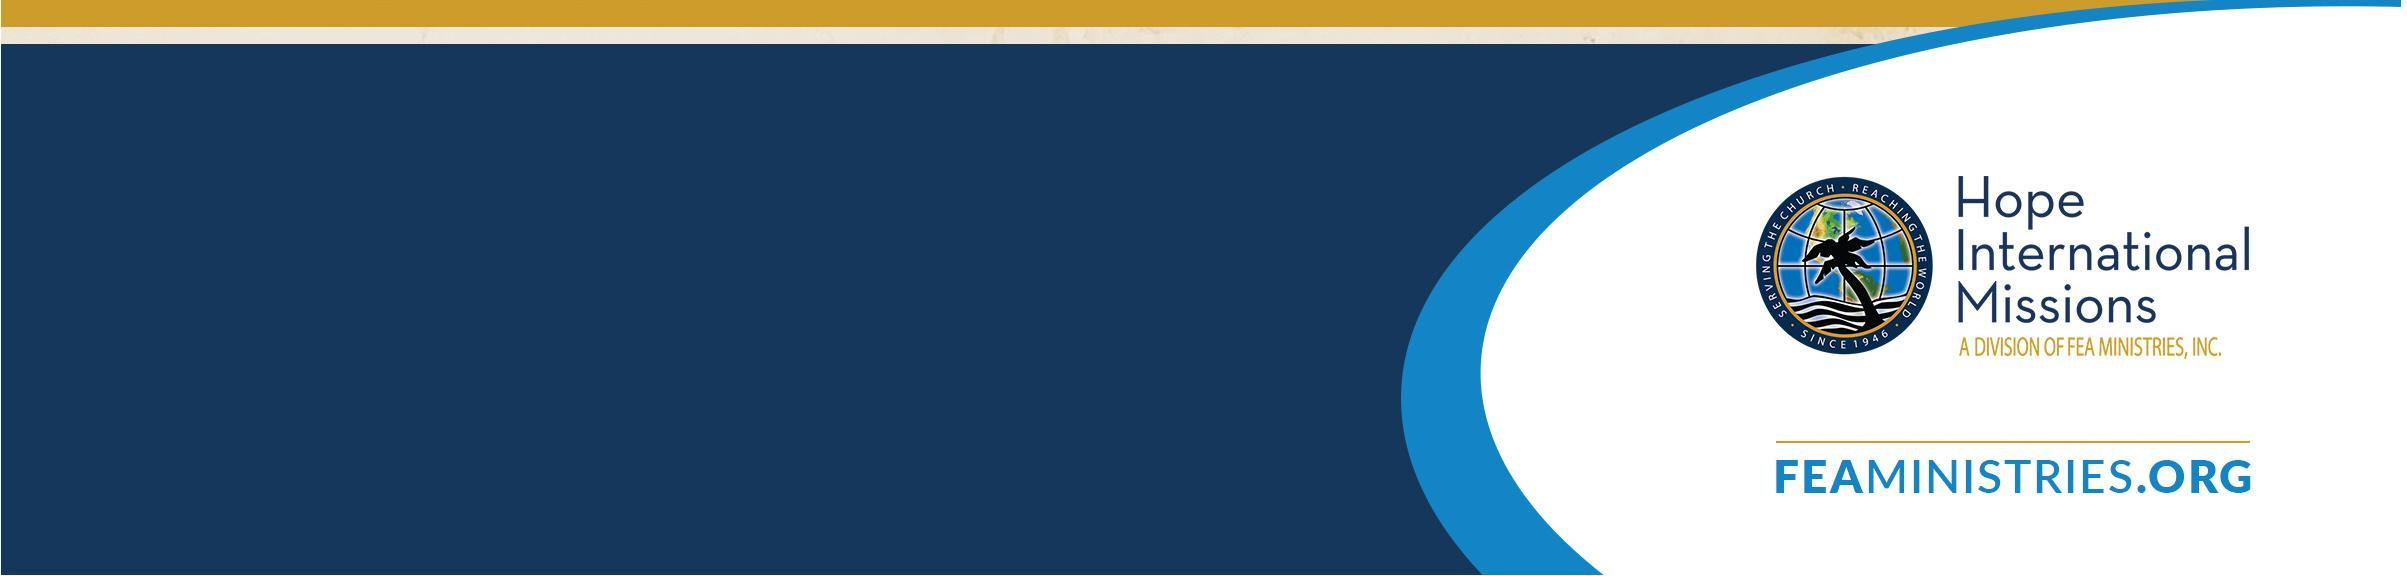 SERVING THE CHURCH • REACHING THE WORLD • SINCE 1946 •
Hope
International
Missions
A DIVISION OF FEA MINISTRIES, INC.
FEAMINISTRIES.ORG